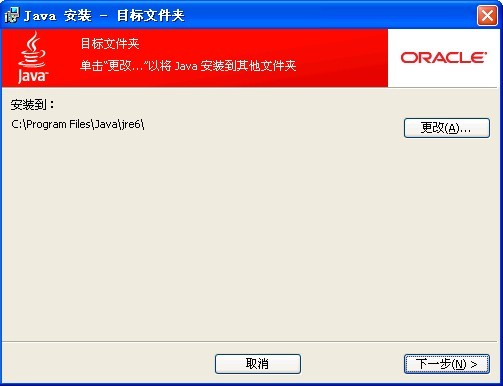 Java 安装 - 目标文件夹
Java
目标文件夹
单击“更改...”以将 Java 安装到其他文件夹
ORACLE
安装到：
C:\Program Files\Java\jre6\
更改(A)...
取消
下一步(N) >